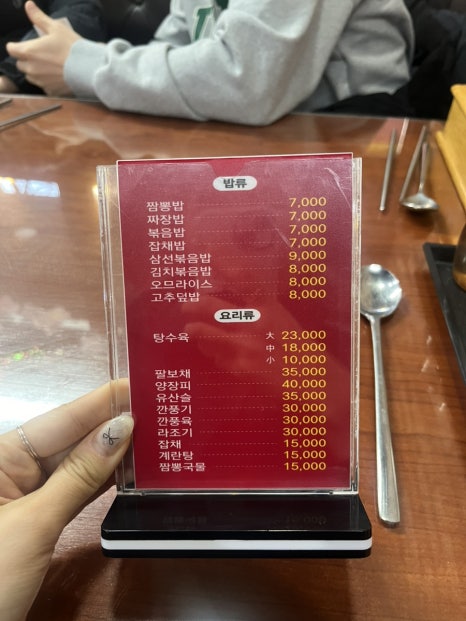 밥류
짬뽕밥 7,000
짜장밥 7,000
볶음밥 7,000
잡채밥 7,000
삼선볶음밥 9,000
김치볶음밥 8,000
오므라이스 8,000
고추덮밥 8,000
요리류
탕수육 大 23,000
中 18,000
小 10,000
팔보채 35,000
양장피 40,000
유산슬 35,000
깐풍기 30,000
깐풍육 30,000
라조기 30,000
잡채 15,000
계란탕 15,000
짬뽕국물 15,000